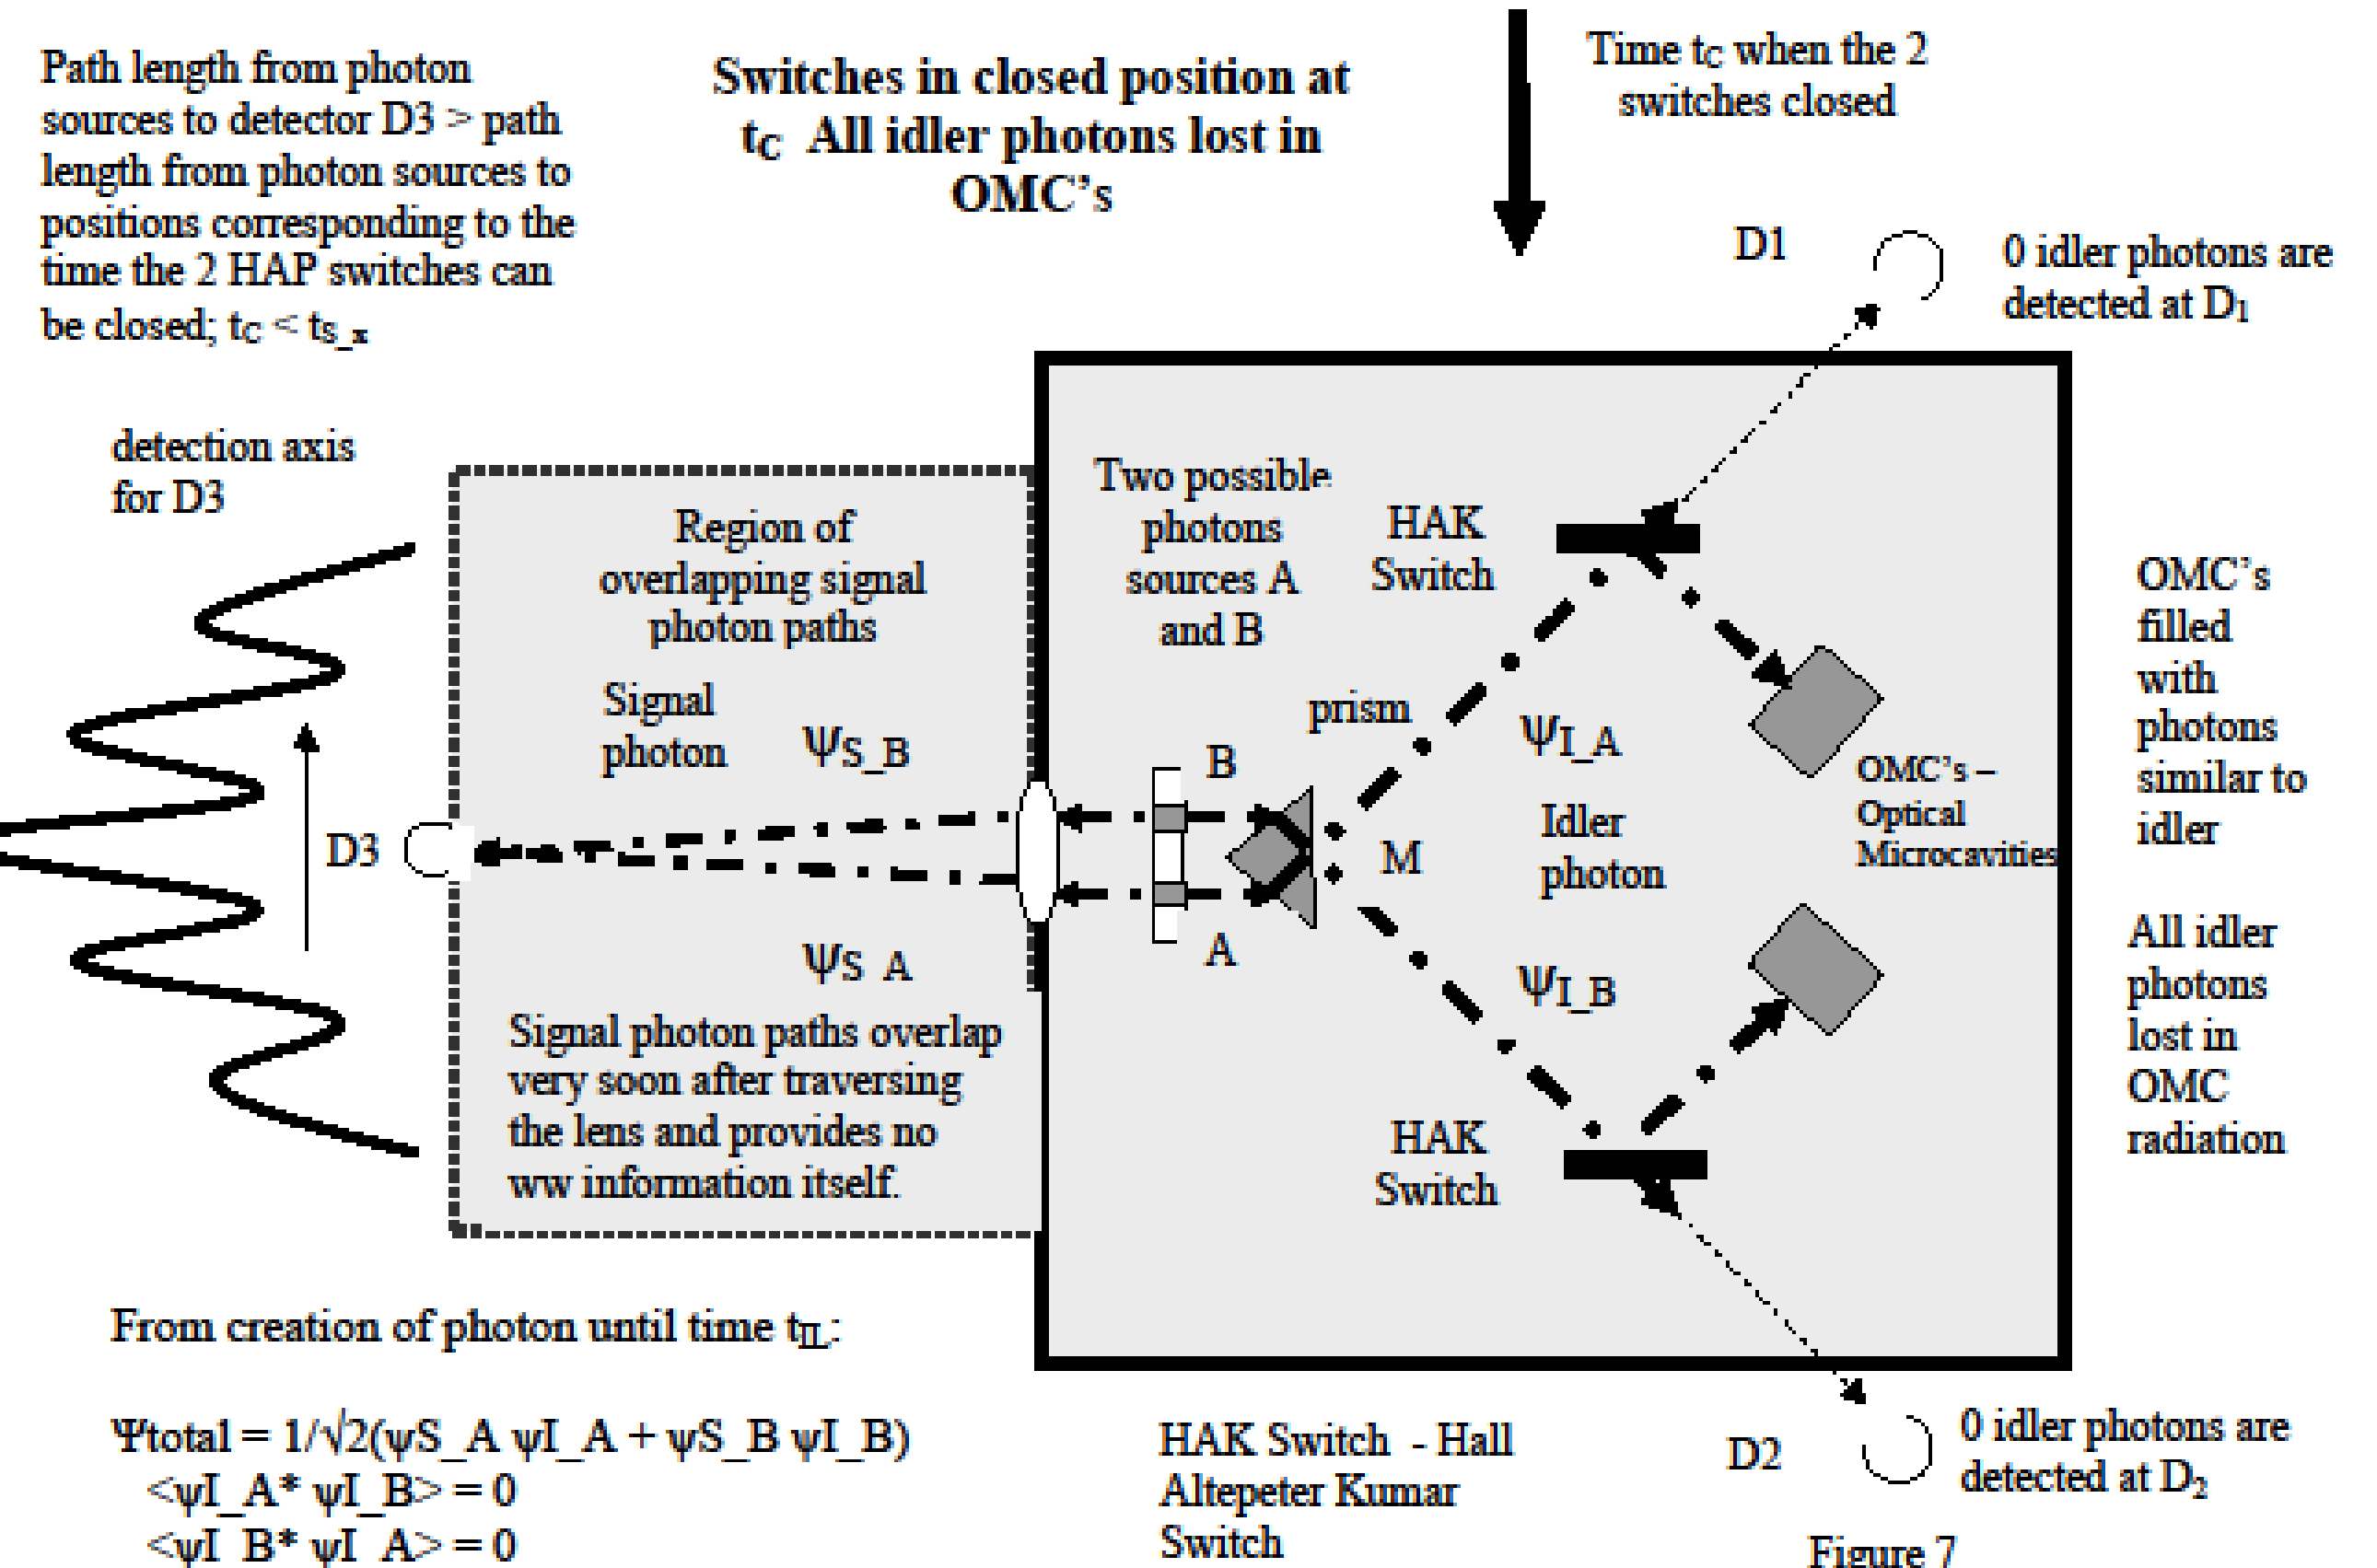 Path length from photon
sources to detector D3 > path
length from photon sources to
positions corresponding to the
time the 2 HAP switches can
be closed; tC < tS_x
Switches in closed position at
tC All idler photons lost in
OMC's
Time tC when the 2
switches closed
D1
0 idler photons are
detected at D1
detection axis
for D3
Region of
overlapping signal
photon paths
Signal
photon
ΨS_B
D3
ΨS_A
Signal photon paths overlap
very soon after traversing
the lens and provides no
ww information itself.
Two possible
photons
sources A
and B
HAK
Switch
prism
B
A
M
ΨI_A
Idler
photon
ΨI_B
OMC's –
Optical
Microcavities
HAK
Switch
OMC's
filled
with
photons
similar to
idler
All idler
photons
lost in
OMC
radiation
From creation of photon until time tIL:
Ψtotal = 1/√2(ψS_A ψI_A + ψS_B ψI_B)
<ψI_A* ψI_B> = 0
<ψI_B* ψI_A> = 0
HAK Switch - Hall
Altepeter Kumar
Switch
D2
0 idler photons are
detected at D2
Figure 7